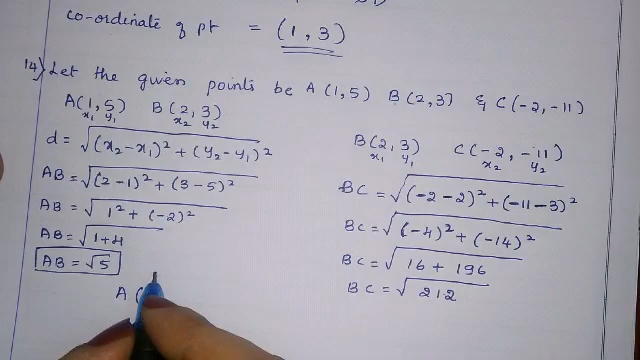 co-ordinate of pt = (1, 3)
14) Let the given points be A (1, 5) B (2, 3) & C (-2, -11)
A(1, 5) B(2, 3)
x₁ y₁ x₂ y₂
d = √(x₂ - x₁)² + (y₂ - y₁)²
AB = √(2 - 1)² + (3 - 5)²
AB = √1² + (-2)²
AB = √1+4
AB = √5
A (
B(2, 3) C(-2, -11)
x₁ y₁ x₂ y₂
BC = √(-2 - 2)² + (-11 - 3)²
BC = √(-4)² + (-14)²
BC = √16 + 196
BC = √212